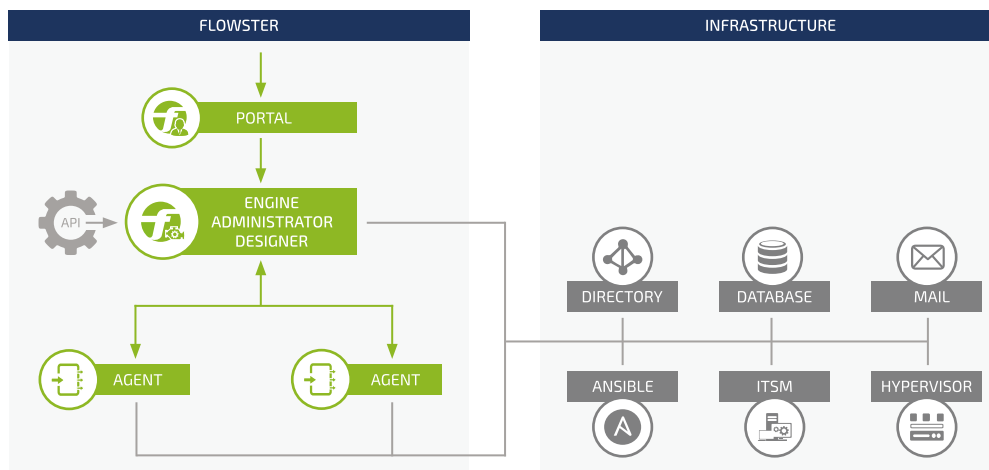 FLOWSTER
INFRASTRUCTURE
PORTAL
API
ENGINE
ADMINISTRATOR
DESIGNER
DIRECTORY
DATABASE
MAIL
AGENT
AGENT
ANSIBLE
ITSM
HYPERVISOR